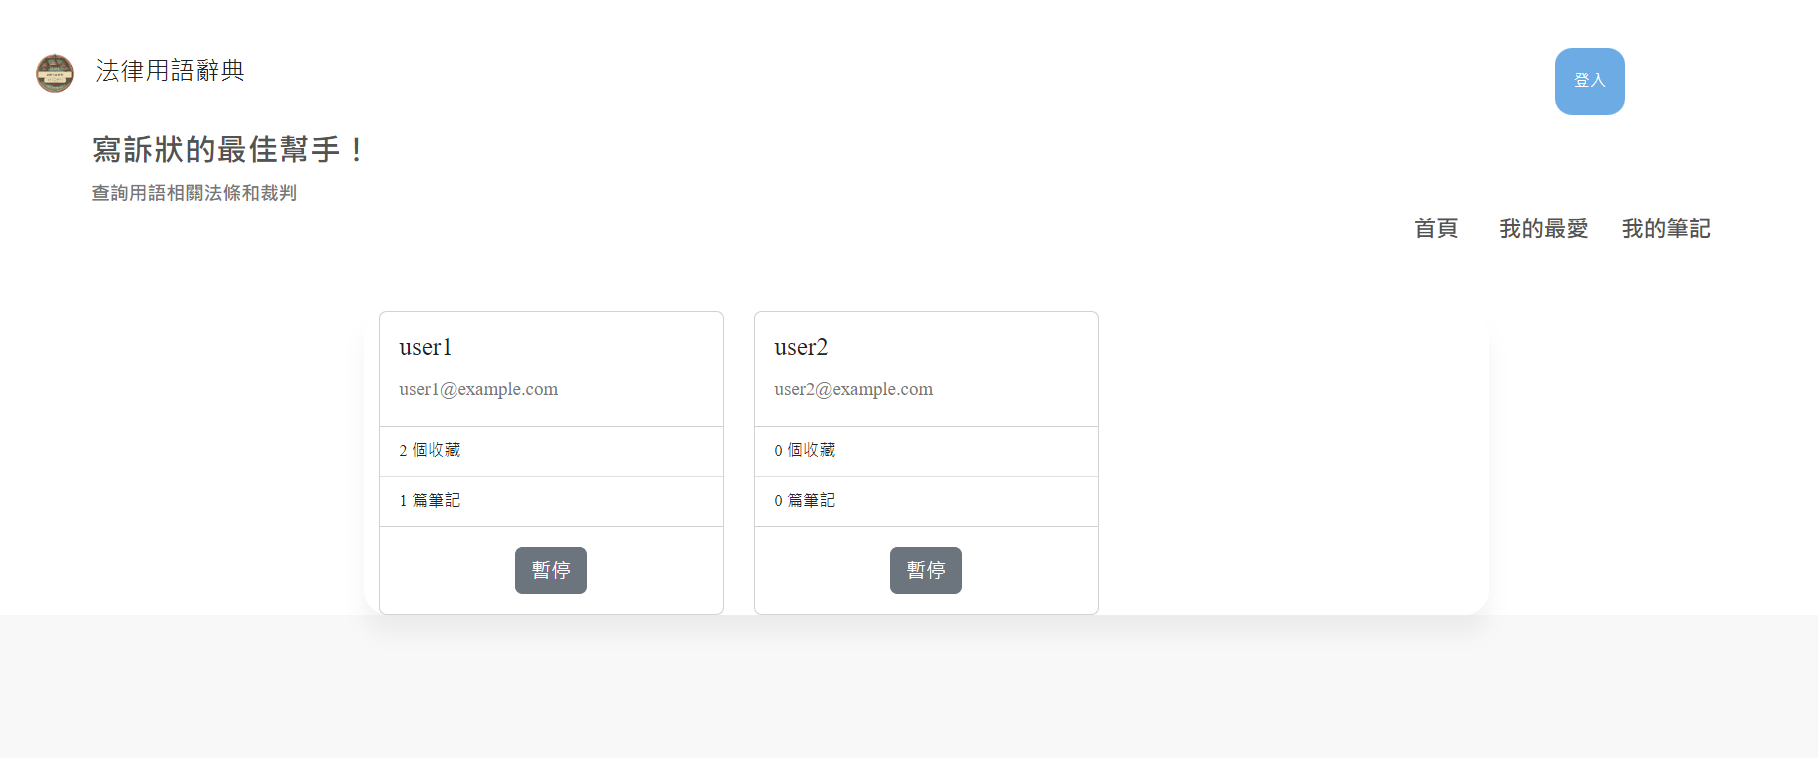 法律用語辭典
登入
寫訴狀的最佳幫手！
查詢用語相關法條和裁判
首頁 我的最愛 我的筆記
user1
user1@example.com
2 個收藏
1 篇筆記
暫停
user2
user2@example.com
0 個收藏
0 篇筆記
暫停